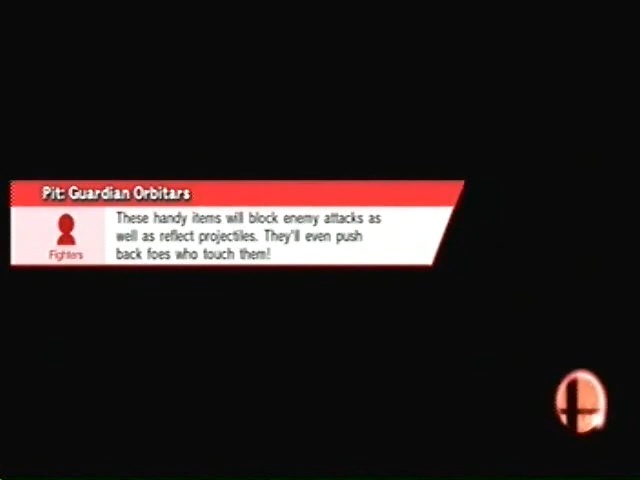 Pit: Guardian Orbitars
These handy items will block enemy attacks as
well as reflect projectiles. They'll even push
back foes who touch them!
Fighters